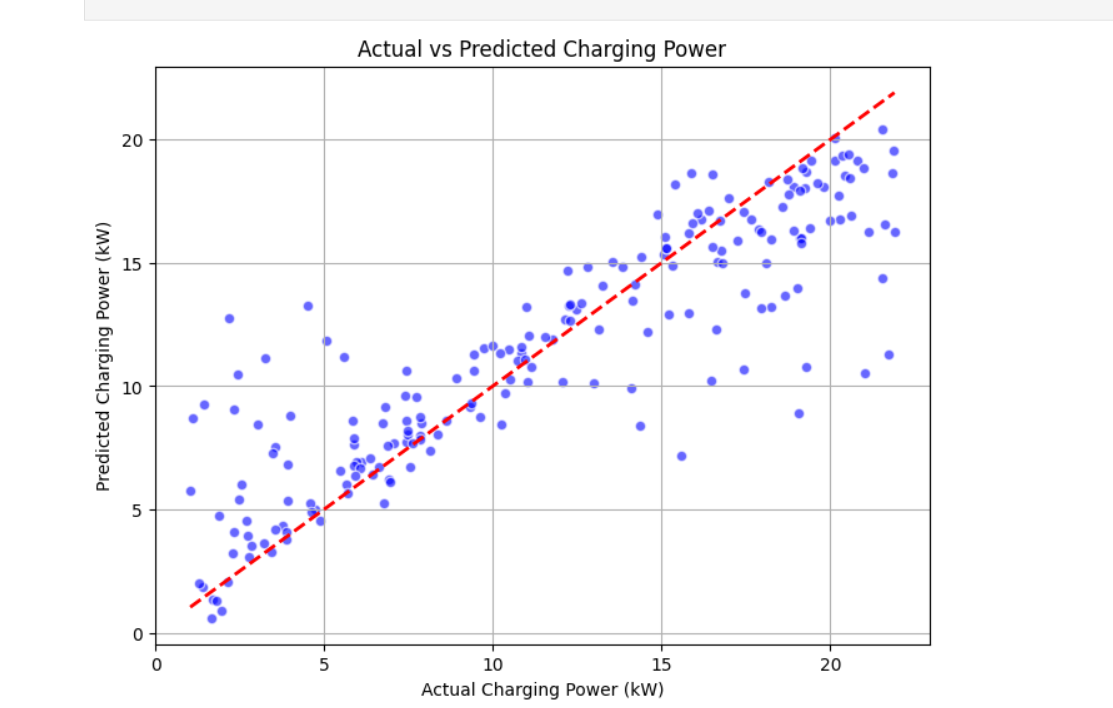 Actual vs Predicted Charging Power
20
15
10
5
0
Predicted Charging Power (kW)
0 5 10 15 20
Actual Charging Power (kW)